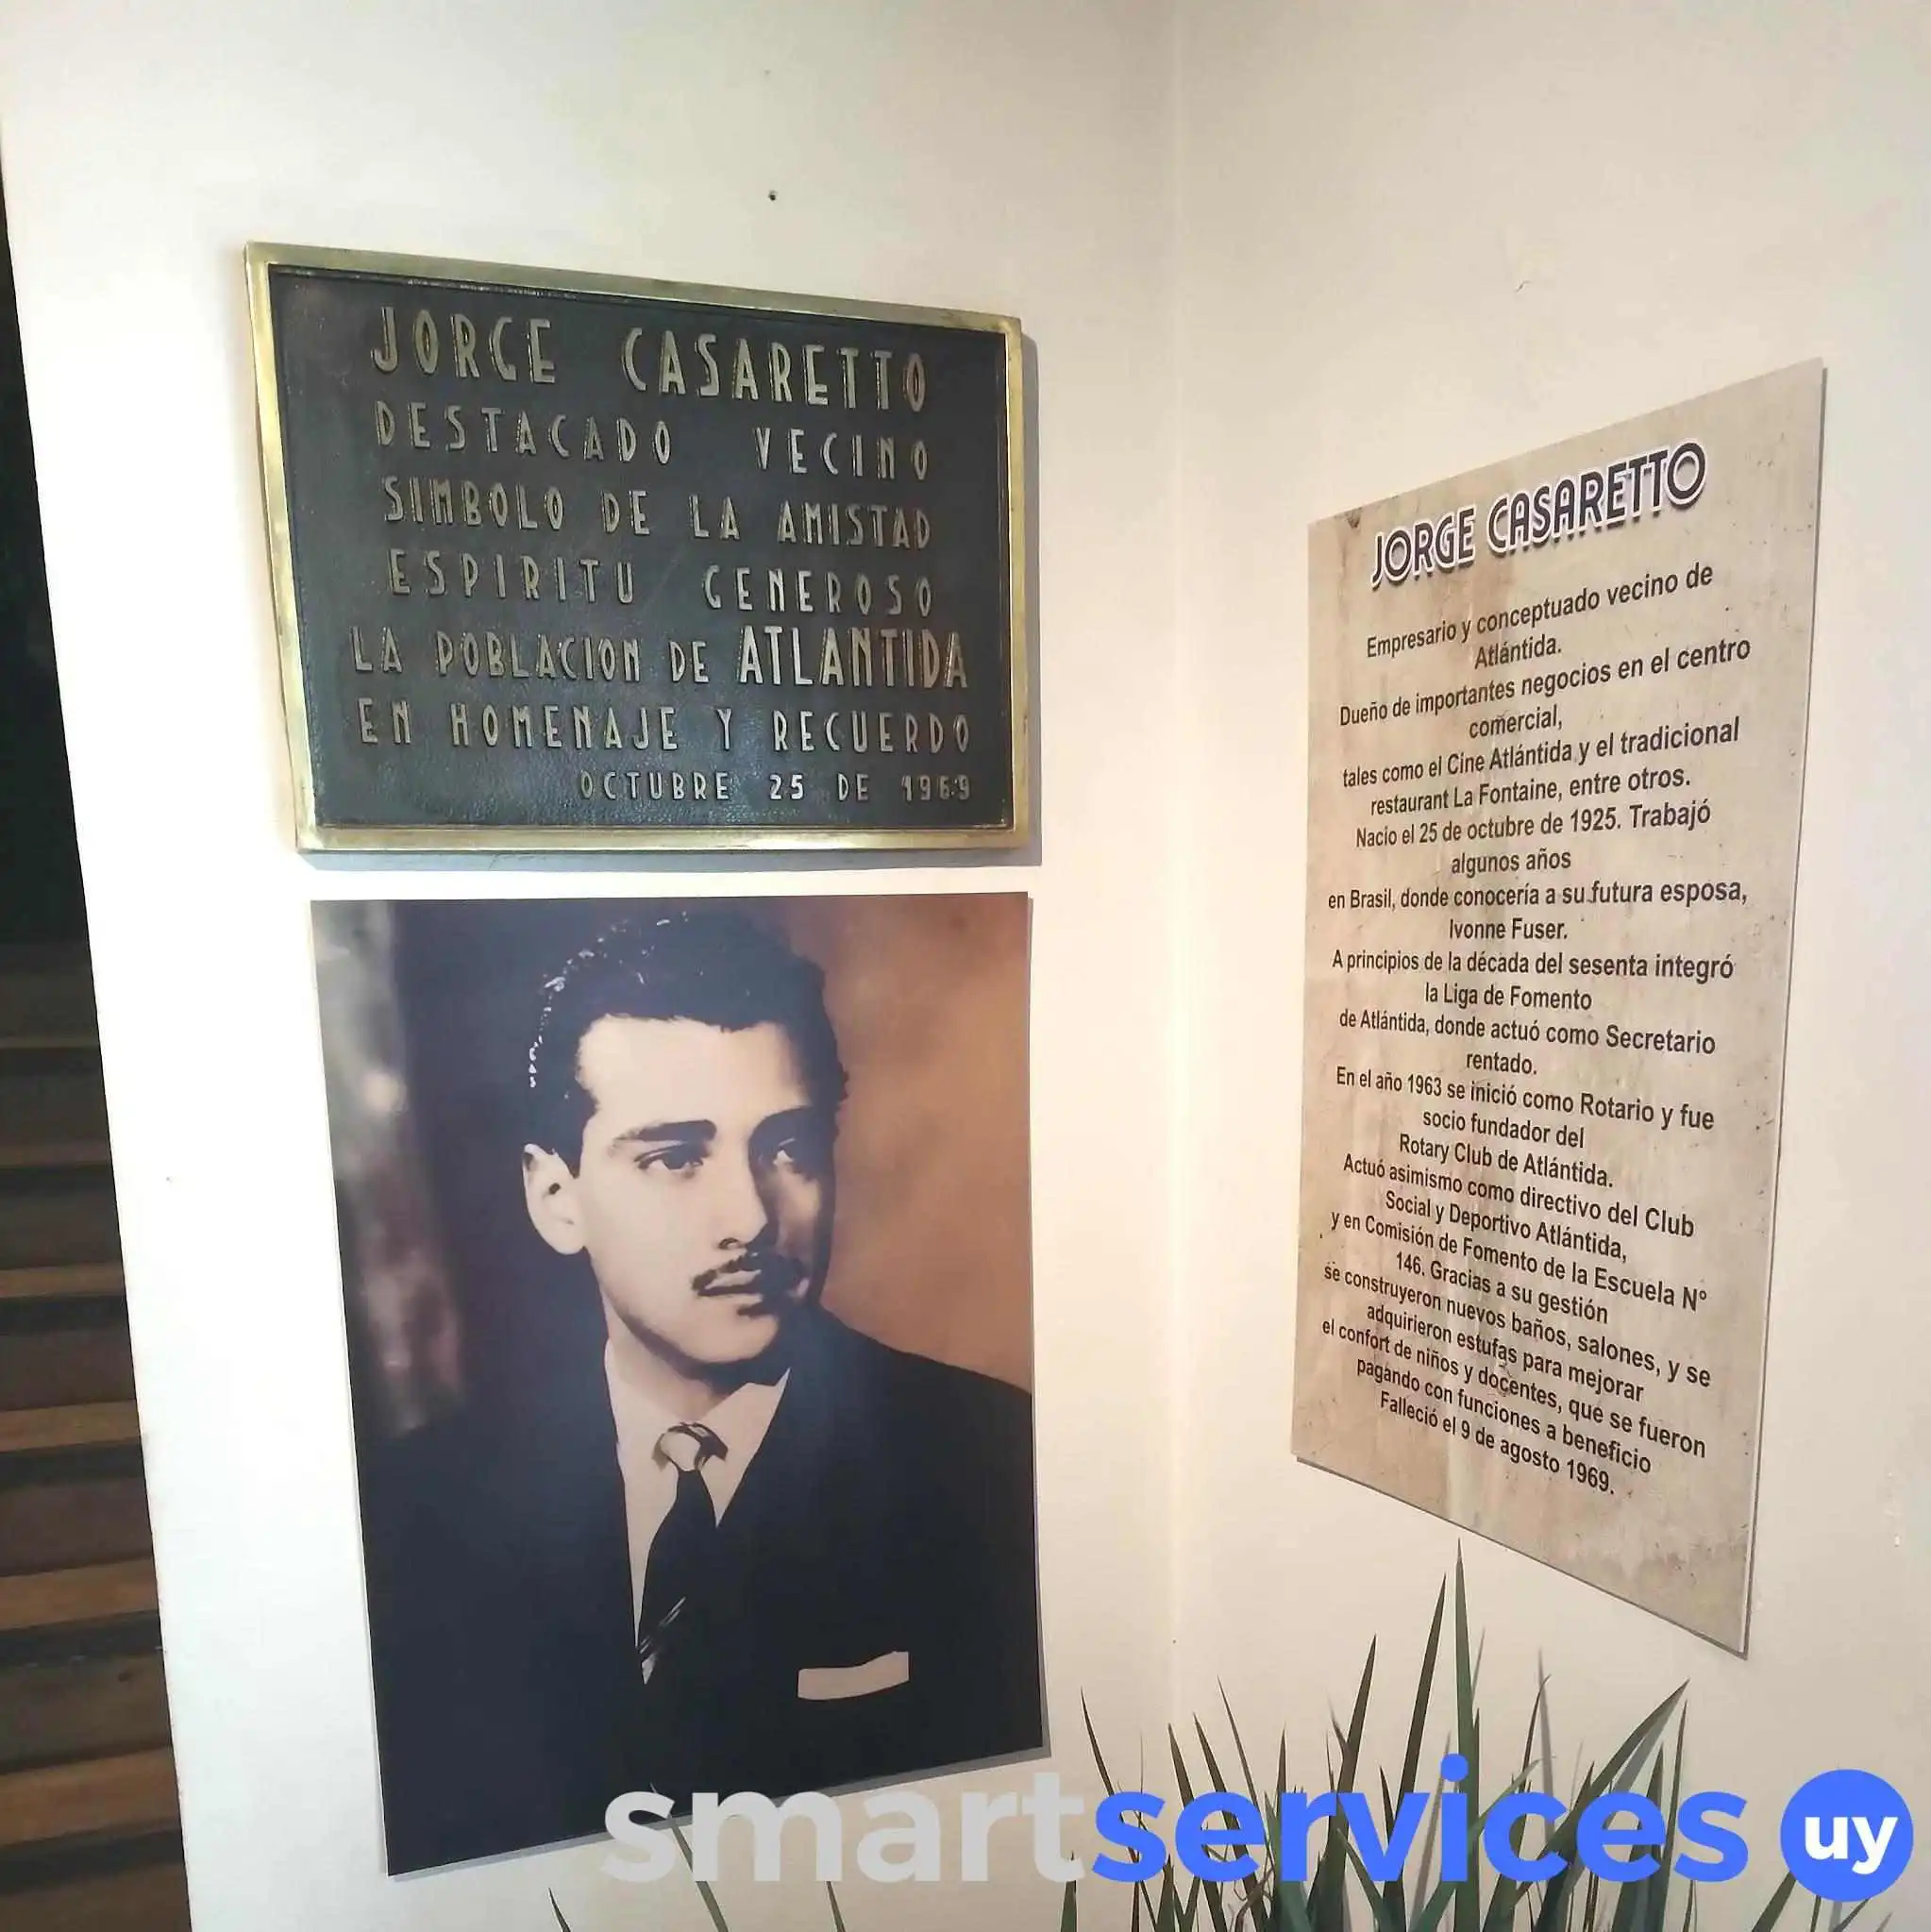 JORGE CASARETTO
DESTACADO VECINO
SIMBOLO DE LA AMISTAD
ESPIRITU GENEROSO
LA POBLACION DE ATLANTIDA
EN HOMENAJE Y RECUERDO
OCTUBRE 25 DE 1969
JORGE CASARETTO
Empresario y conceptuado vecino de
Atlántida.
Dueño de importantes negocios en el centro
comercial,
tales como el Cine Atlántida y el tradicional
restaurant La Fontaine, entre otros.
Nacio el 25 de octubre de 1925. Trabajó
algunos años
en Brasil, donde conocería a su futura esposa,
Ivonne Fuser.
A principios de la década del sesenta integró
la Liga de Fomento
de Atlántida, donde actuó como Secretario
rentado.
En el año 1963 se inició como Rotario y fue
socio fundador del
Rotary Club de Atlántida.
Actuó asimismo como directivo del Club
Social y Deportivo Atlántida,
y en Comisión de Fomento de la Escuela N°
146. Gracias a su gestión
se construyeron nuevos baños, salones, y se
adquirieron estufas para mejorar
el confort de niños y docentes, que se fueron
pagando con funciones a beneficio
Falleció el 9 de agosto 1969.
smartservices uy